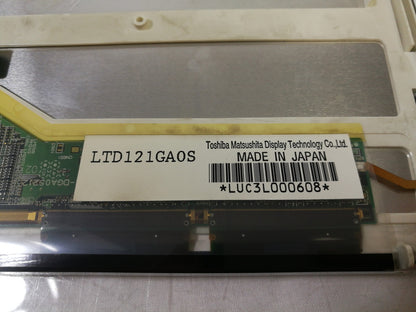 LTD121GA0S
Toshiba Matsushita Display Technology Co.,Ltd.
MADE IN JAPAN
*LUC3L000608*